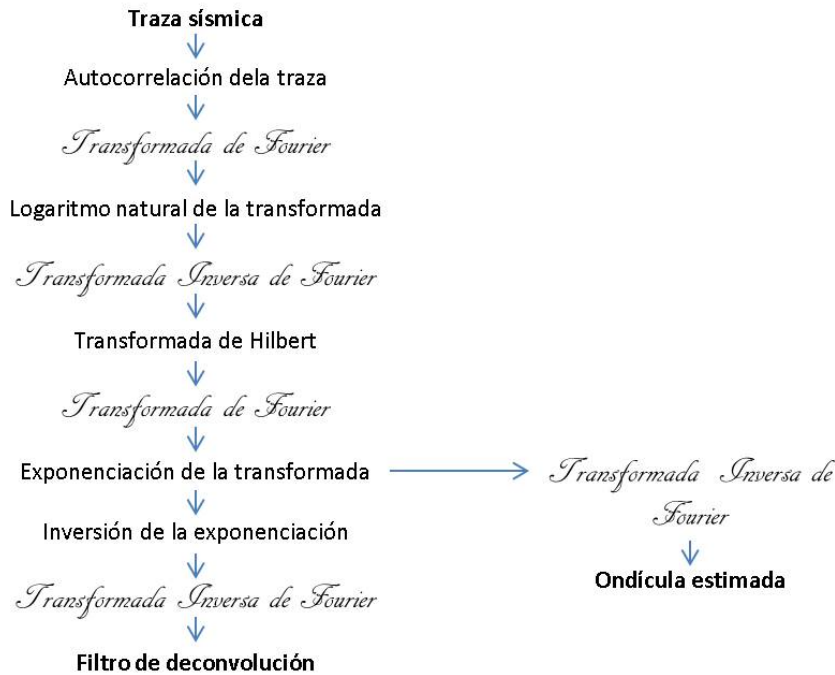 Traza sísmica
Autocorrelación dela traza
Transformada de Fourier
Logaritmo natural de la transformada
Transformada Inversa de Fourier
Transformada de Hilbert
Transformada de Fourier
Exponenciación de la transformada
Inversión de la exponenciación
Transformada Inversa de Fourier
Filtro de deconvolución
Transformada Inversa de
Fourier
Ondícula estimada